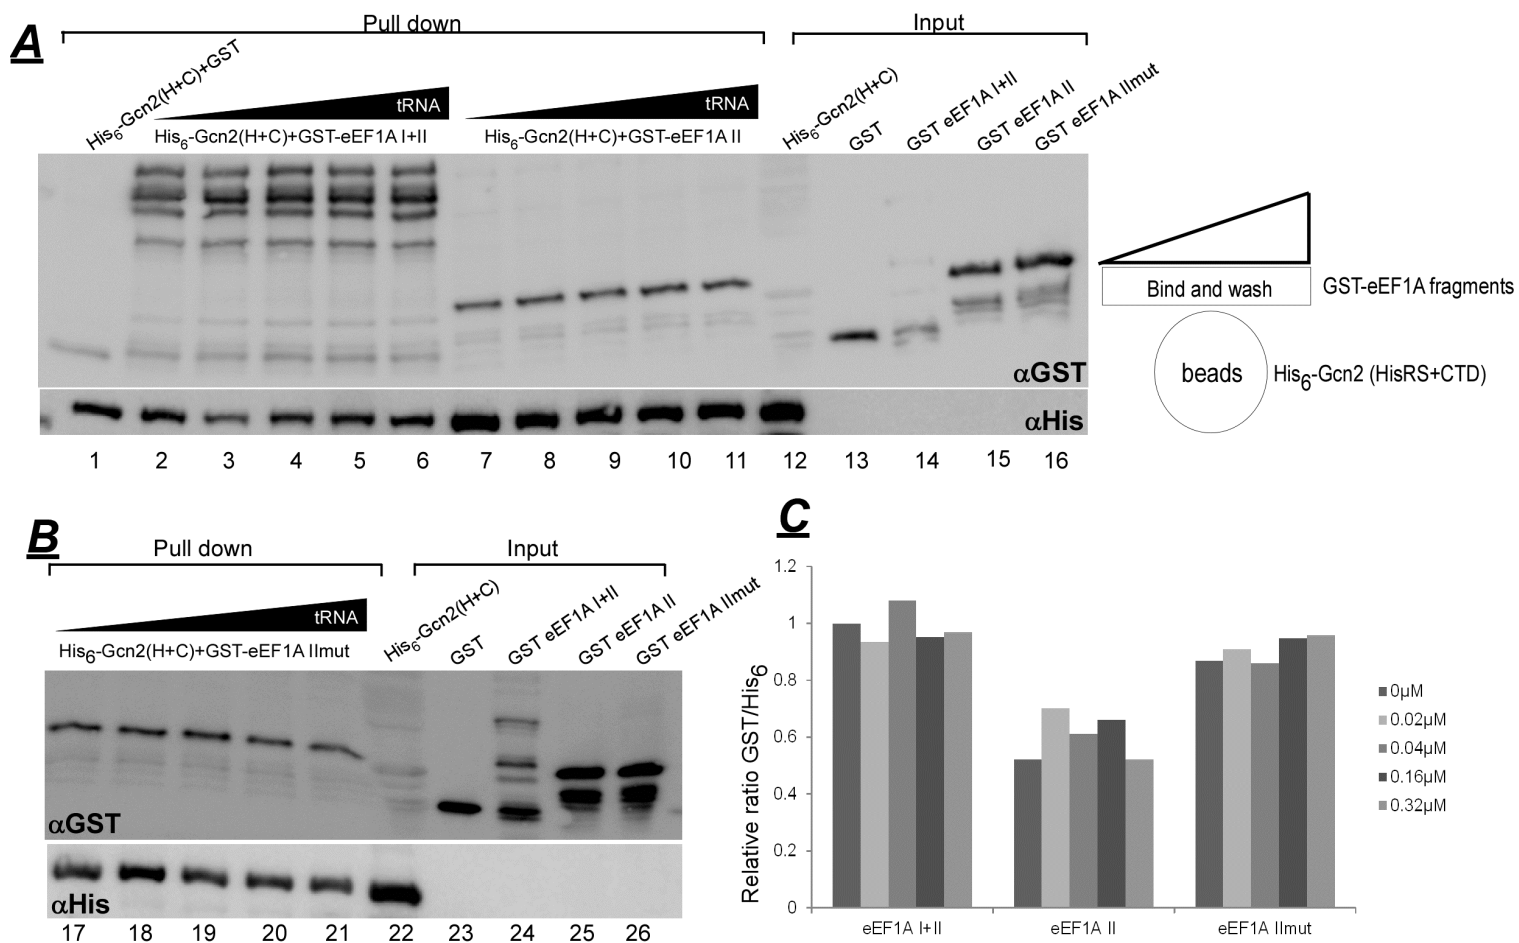 A
Pull down
Input
His6-Gcn2(H+C)+GST
tRNA
tRNA
His6-Gcn2(H+C)+GST-eEF1A I+II
His6-Gcn2(H+C)+GST-eEF1A II
His6-Gcn2(H+C)
GST
GST eEF1A I+II
GST eEF1A II
GST eEF1A IImut
αGST
αHis
1 2 3 4 5 6 7 8 9 10 11 12 13 14 15 16
Bind and wash
GST-eEF1A fragments
beads
His6-Gcn2 (HisRS+CTD)
B
Pull down
Input
tRNA
His6-Gcn2(H+C)+GST-eEF1A IImut
His6-Gcn2(H+C)
GST
GST eEF1A I+II
GST eEF1A II
GST eEF1A IImut
αGST
αHis
17 18 19 20 21 22 23 24 25 26
C
Relative ratio GST/His6
1.2
1
0.8
0.6
0.4
0.2
0
eEF1A I+II
eEF1A II
eEF1A IImut
0µM
0.02µM
0.04µM
0.16µM
0.32µM